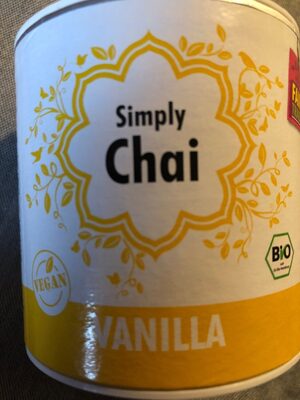 Simply
Chai
VEGAN
BIO
VANILLA